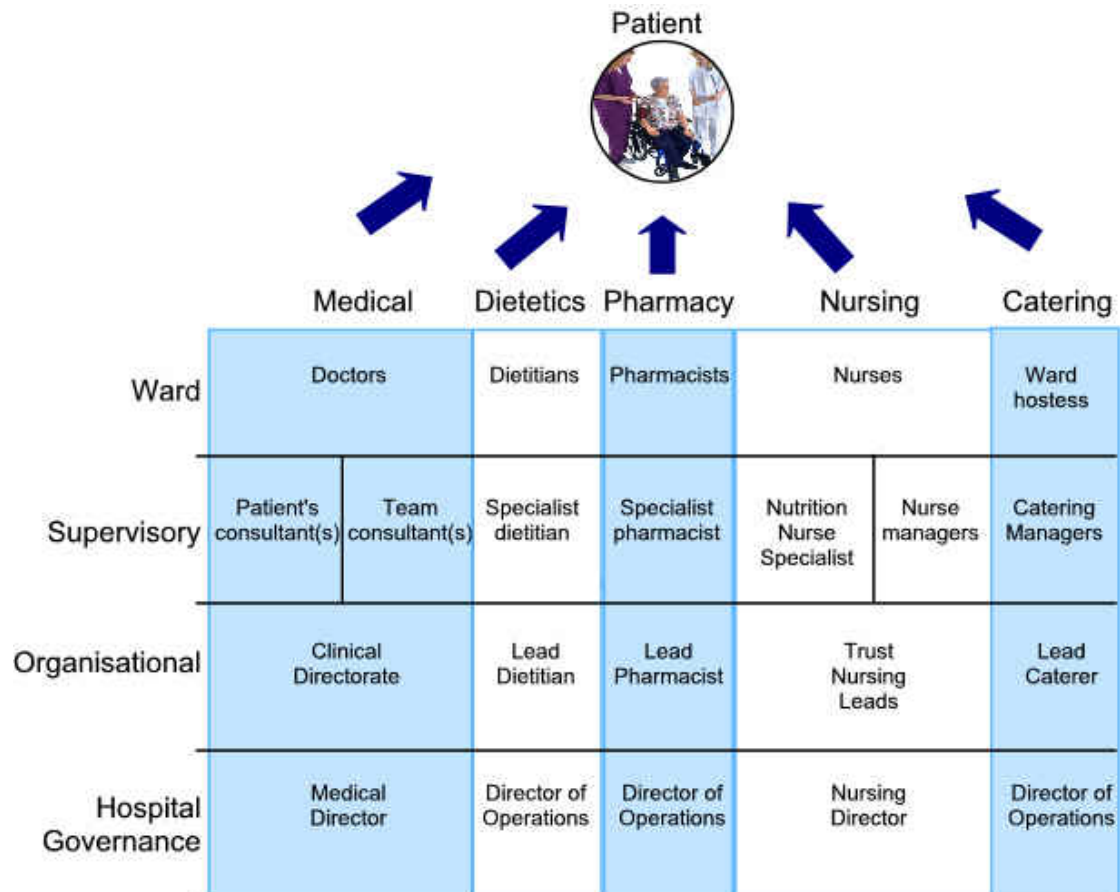 Patient
Medical Dietetics Pharmacy Nursing Catering
Ward
Doctors
Dietitians
Pharmacists
Nurses
Ward
hostess
Supervisory
Patient's
consultant(s)
Team
consultant(s)
Specialist
dietitian
Specialist
pharmacist
Nutrition
Nurse
Specialist
Nurse
managers
Catering
Managers
Organisational
Clinical
Directorate
Lead
Dietitian
Lead
Pharmacist
Trust
Nursing
Leads
Lead
Caterer
Hospital
Governance
Medical
Director
Director of
Operations
Director of
Operations
Nursing
Director
Director of
Operations